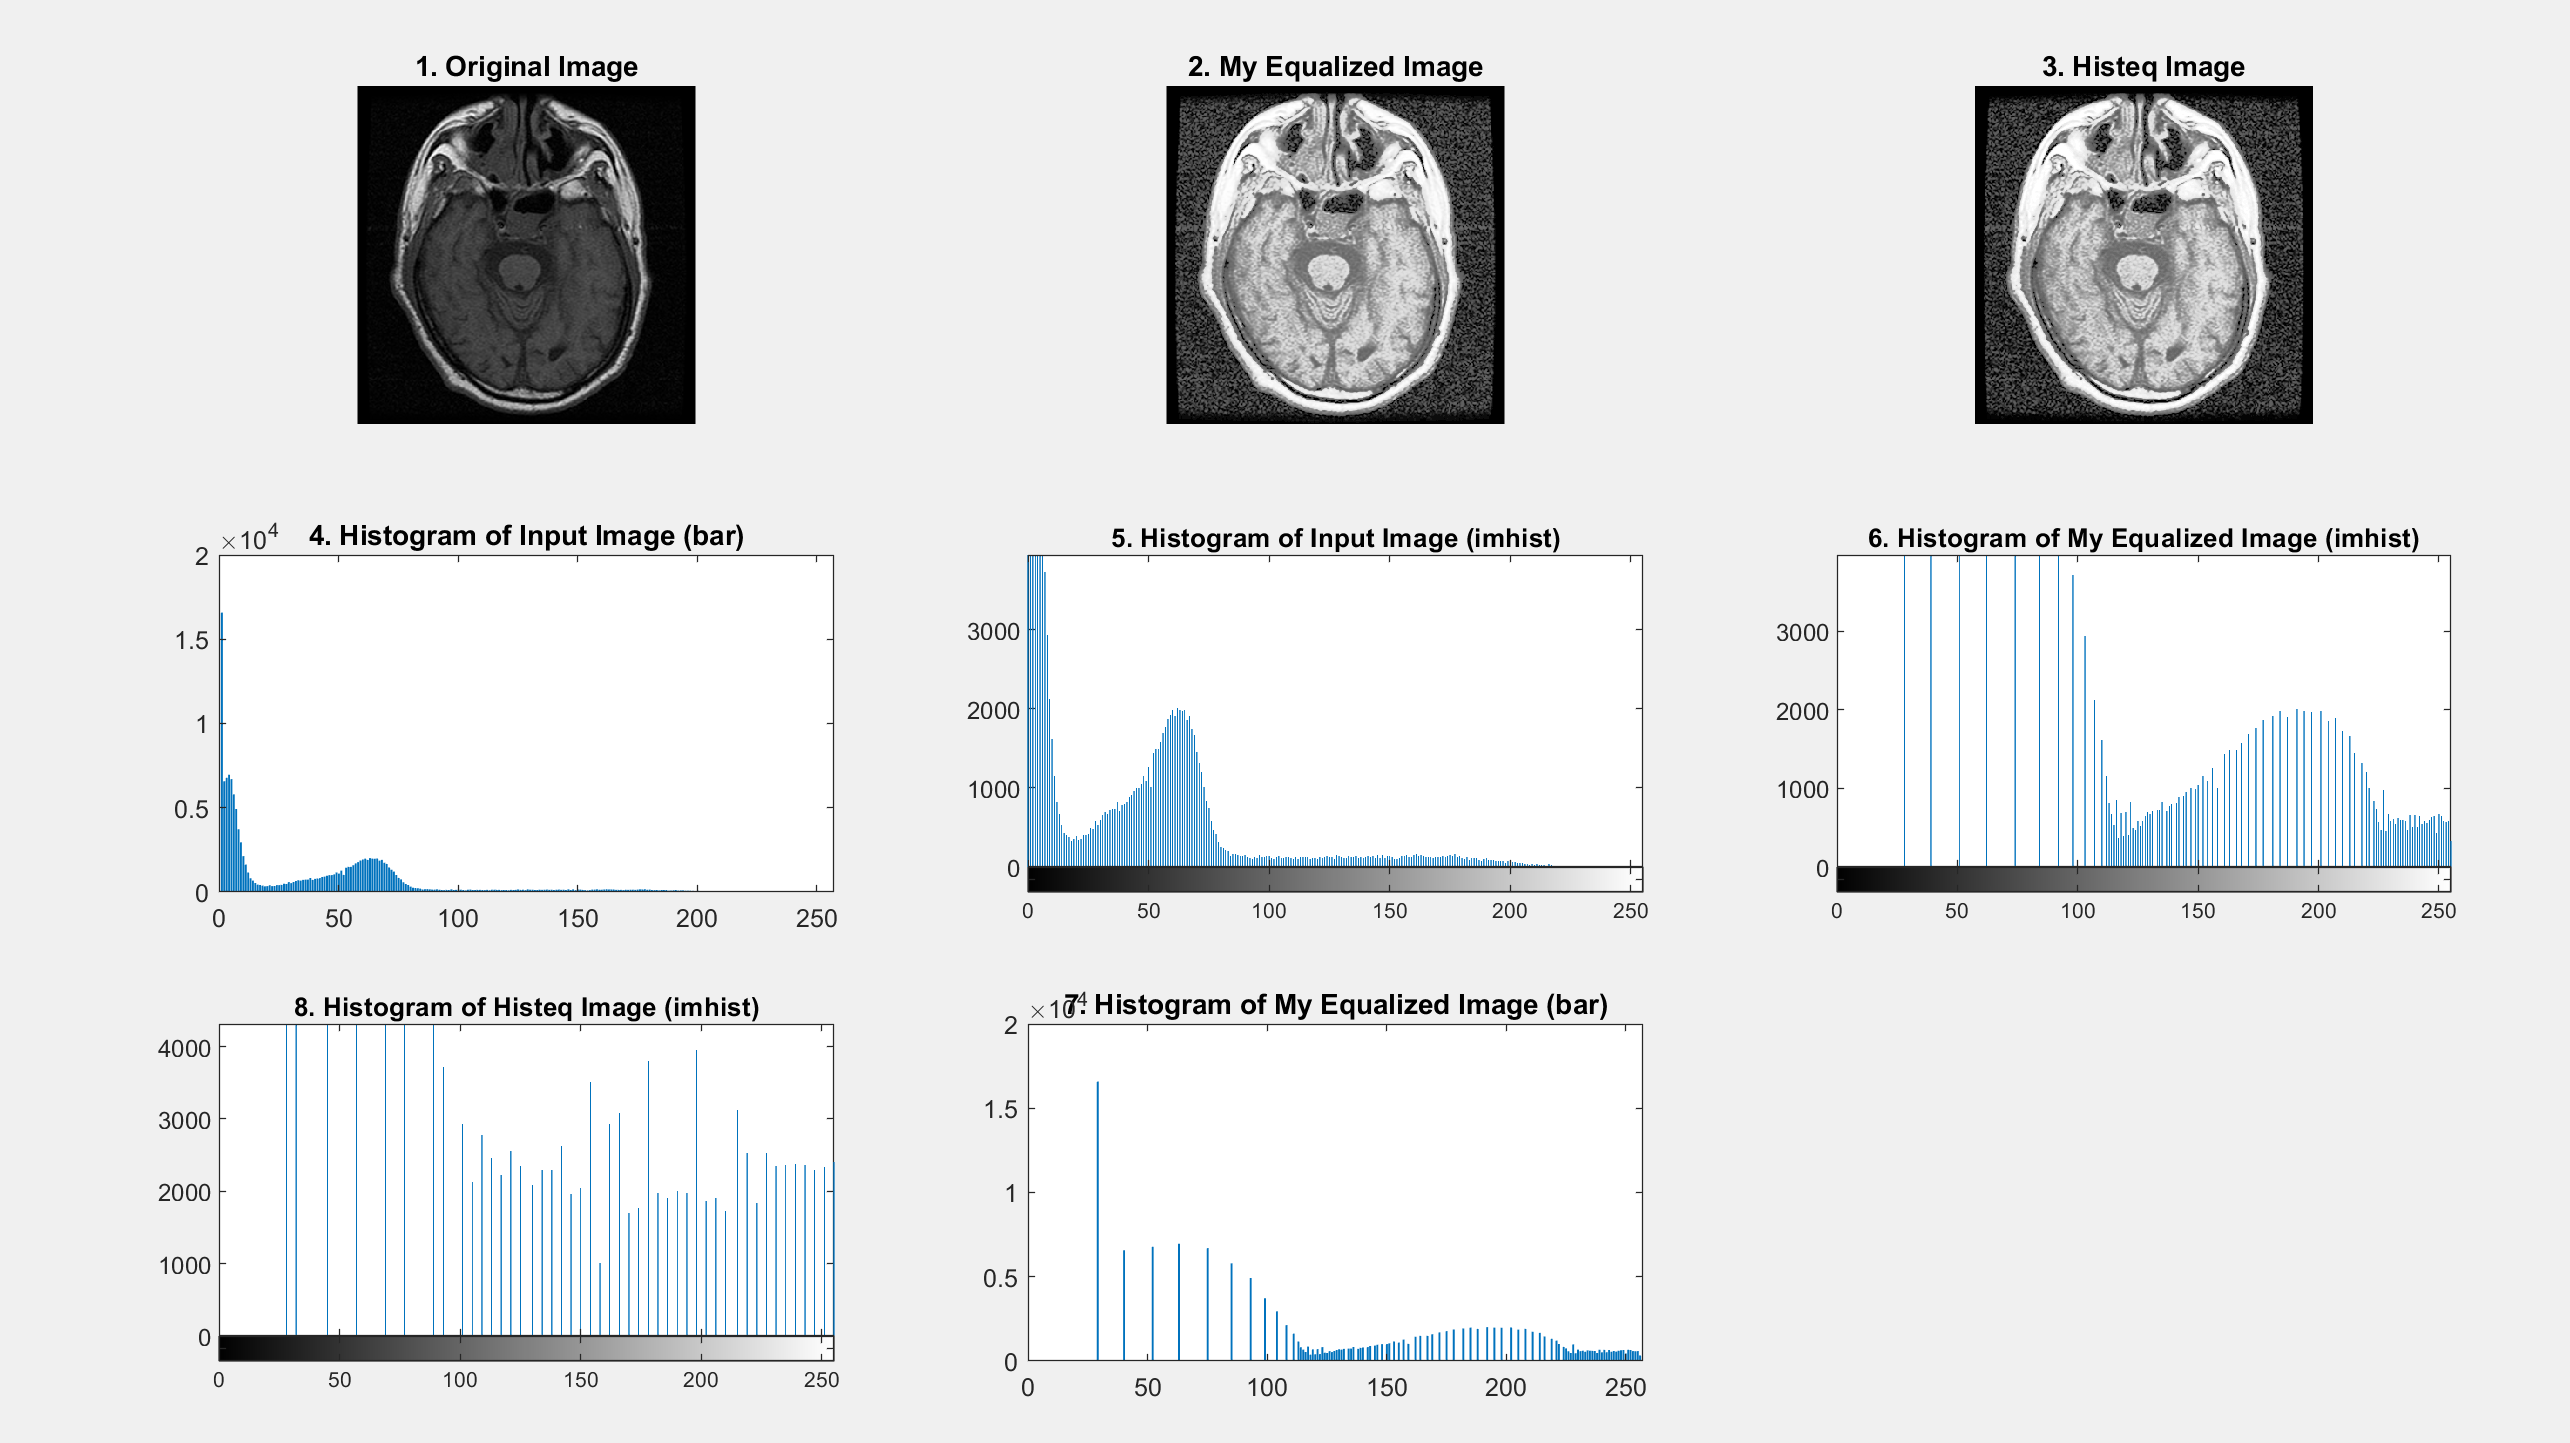 1. Original Image
2. My Equalized Image
3. Histeq Image
4. Histogram of Input Image (bar)
×10⁴
2
1.5
1
0.5
0
0 50 100 150 200 250
5. Histogram of Input Image (imhist)
3000
2000
1000
0
0 50 100 150 200 250
6. Histogram of My Equalized Image (imhist)
3000
2000
1000
0
0 50 100 150 200 250
8. Histogram of Histeq Image (imhist)
4000
3000
2000
1000
0
0 50 100 150 200 250
7. Histogram of My Equalized Image (bar)
×10⁴
2
1.5
1
0.5
0
0 50 100 150 200 250